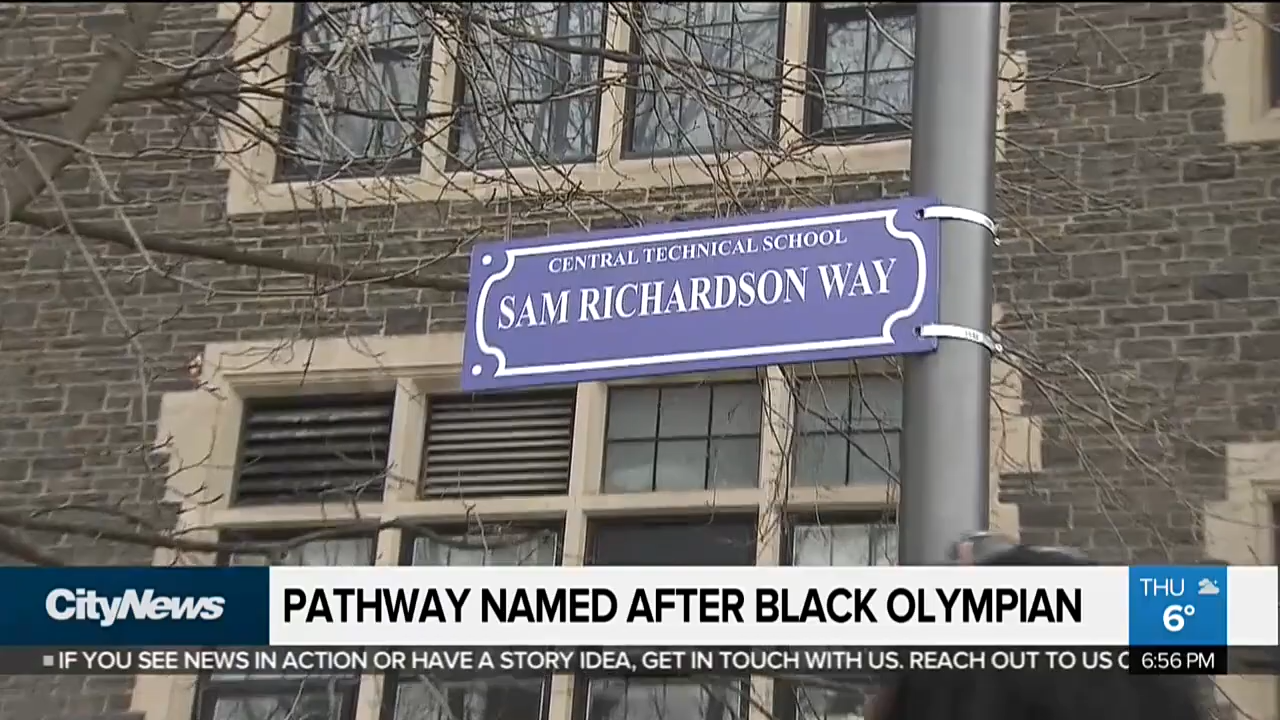 CENTRAL TECHNICAL SCHOOL
SAM RICHARDSON WAY
CityNews
PATHWAY NAMED AFTER BLACK OLYMPIAN
THU
6°
IF YOU SEE NEWS IN ACTION OR HAVE A STORY IDEA, GET IN TOUCH WITH US. REACH OUT TO US
6:56 PM